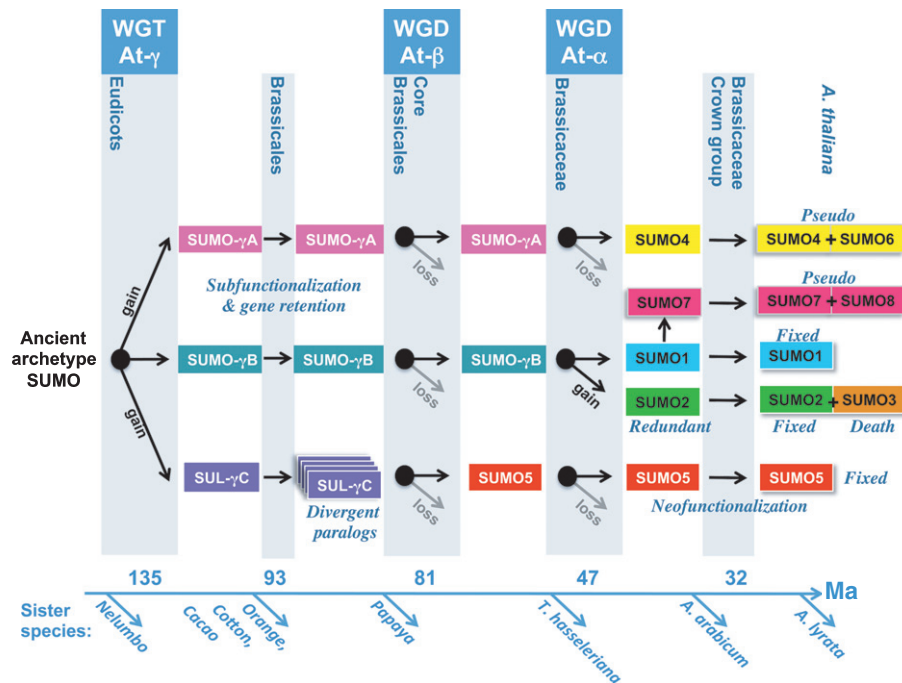 WGT
At-γ
WGD
At-β
WGD
At-α
Eudicots
Brassicales
Core
Brassicales
Brassicaceae
Brassicaceae
Crown group
A. thaliana
Pseudo
SUMO-γA
SUMO-γA
loss
SUMO-γA
loss
SUMO4
SUMO4 + SUMO6
gain
Subfunctionalization
& gene retention
Pseudo
SUMO7
SUMO7 + SUMO8
Ancient
archetype
SUMO
Fixed
SUMO-γB
SUMO-γB
loss
SUMO-γB
gain
SUMO1
SUMO1
gain
SUMO2
SUMO2 + SUMO3
Redundant
Fixed
Death
SUL-γC
SUL-γC
loss
SUMO5
loss
SUMO5
SUMO5
Fixed
Divergent
paralogs
Neofunctionalization
135
93
81
47
32
Ma
Sister
species:
Nelumbo
Orange,
Cotton,
Cacao
Papaya
T. hasseleriana
A. arabicum
A. lyrata